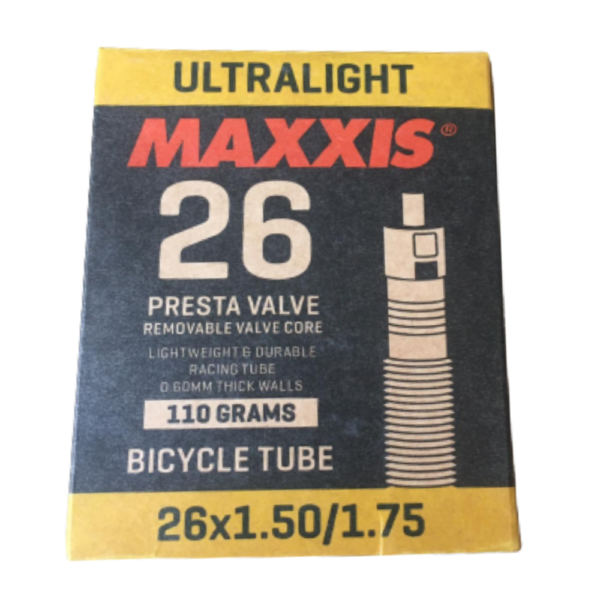 ULTRALIGHT
MAXXIS®
26
PRESTA VALVE
REMOVABLE VALVE CORE
LIGHTWEIGHT & DURABLE
RACING TUBE
0.60MM THICK WALLS
110 GRAMS
BICYCLE TUBE
26x1.50/1.75